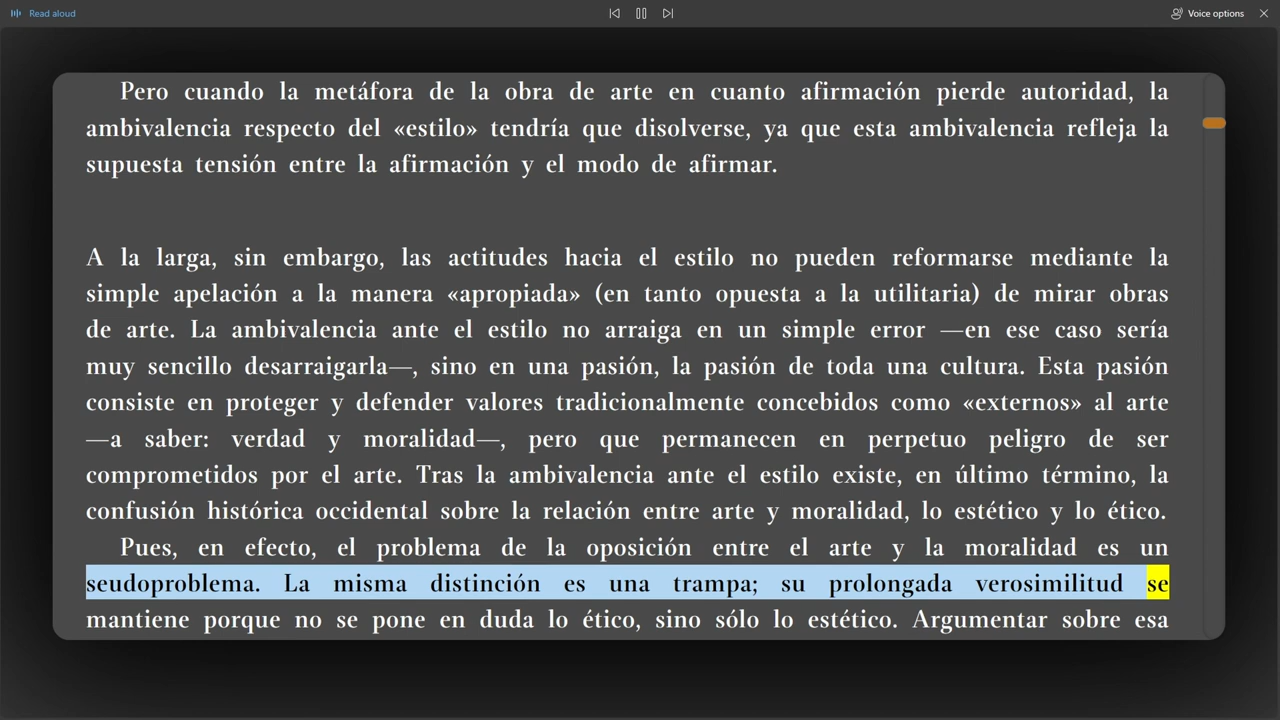 Read aloud
Voice options
Pero cuando la metáfora de la obra de arte en cuanto afirmación pierde autoridad, la
ambivalencia respecto del «estilo» tendría que disolverse, ya que esta ambivalencia refleja la
supuesta tensión entre la afirmación y el modo de afirmar.
A la larga, sin embargo, las actitudes hacia el estilo no pueden reformarse mediante la
simple apelación a la manera «apropiada» (en tanto opuesta a la utilitaria) de mirar obras
de arte. La ambivalencia ante el estilo no arraiga en un simple error —en ese caso sería
muy sencillo desarraigarla—, sino en una pasión, la pasión de toda una cultura. Esta pasión
consiste en proteger y defender valores tradicionalmente concebidos como «externos» al arte
—a saber: verdad y moralidad—, pero que permanecen en perpetuo peligro de ser
comprometidos por el arte. Tras la ambivalencia ante el estilo existe, en último término, la
confusión histórica occidental sobre la relación entre arte y moralidad, lo estético y lo ético.
Pues, en efecto, el problema de la oposición entre el arte y la moralidad es un
seudoproblema. La misma distinción es una trampa; su prolongada verosimilitud se
mantiene porque no se pone en duda lo ético, sino sólo lo estético. Argumentar sobre esa